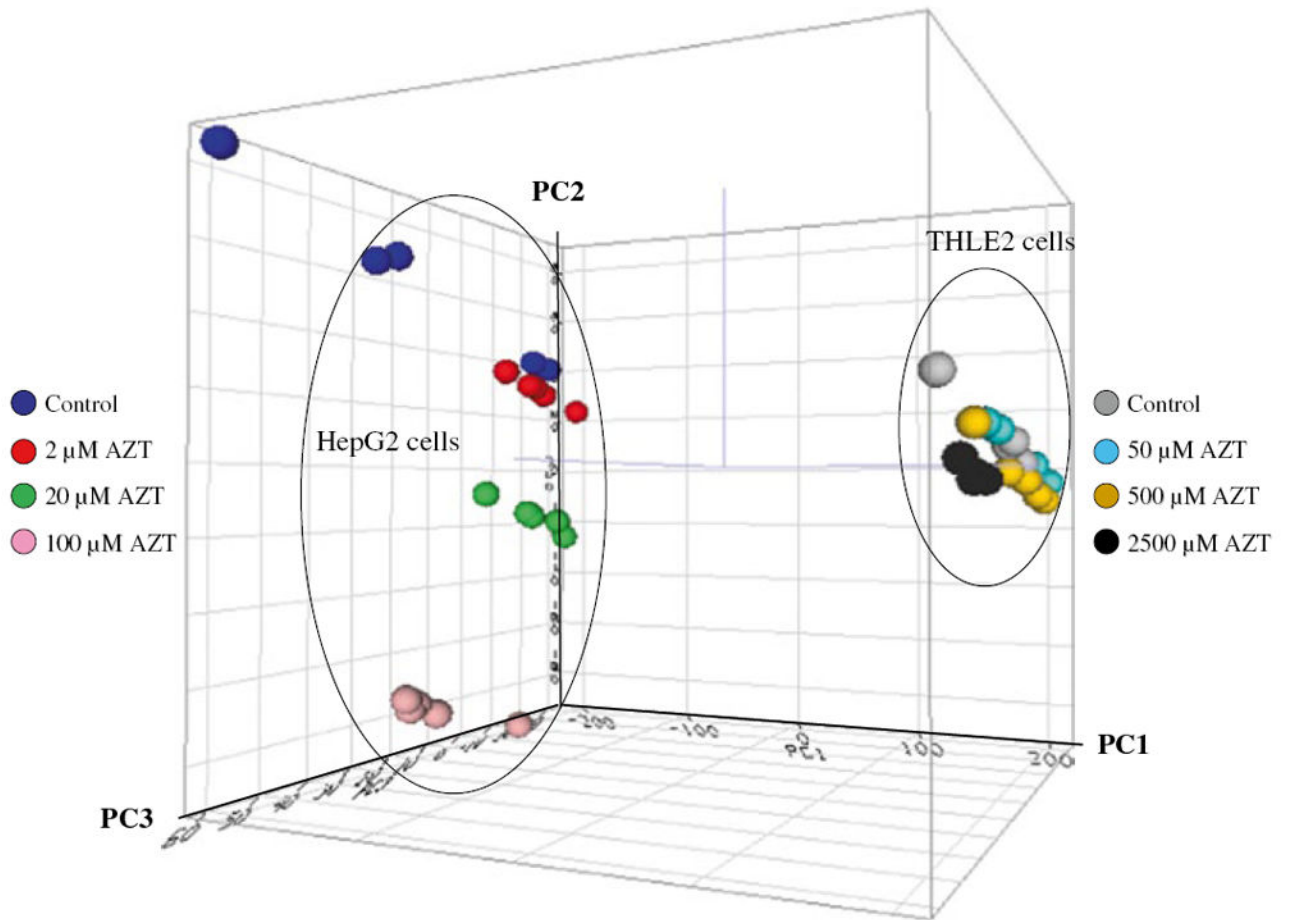 PC2
THLE2 cells
Control
2 µM AZT
20 µM AZT
100 µM AZT
HepG2 cells
Control
50 µM AZT
500 µM AZT
2500 µM AZT
-200
-100
0
100
200
PC1
PC1
PC3